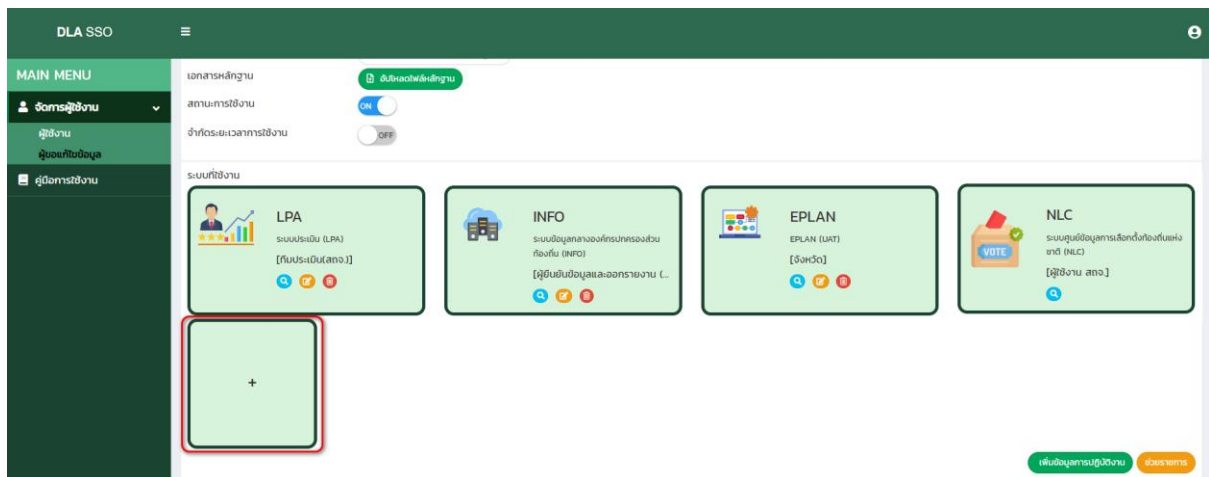 DLA SSO
MAIN MENU
จัดการผู้ใช้งาน
ผู้ใช้งาน
ผู้ขอแก้ไขข้อมูล
คู่มือการใช้งาน
เอกสารหลักฐาน
อัปโหลดไฟล์หลักฐาน
สถานะการใช้งาน
ON
จำกัดระยะเวลาการใช้งาน
OFF
ระบบที่ใช้งาน
LPA
ระบบประเมิน (LPA)
[ทีมประเมิน(สถจ.)]
INFO
ระบบข้อมูลกลางองค์กรปกครองส่วน
ท้องถิ่น (INFO)
[ผู้ยืนยันข้อมูลและออกรายงาน (...
EPLAN
EPLAN (UAT)
[จังหวัด]
VOTE
NLC
ระบบศูนย์ข้อมูลการเลือกตั้งท้องถิ่นแห่ง
ชาติ (NLC)
[ผู้ใช้งาน สถจ.]
+
เพิ่มข้อมูลการปฏิบัติงาน
ช่วยราชการ